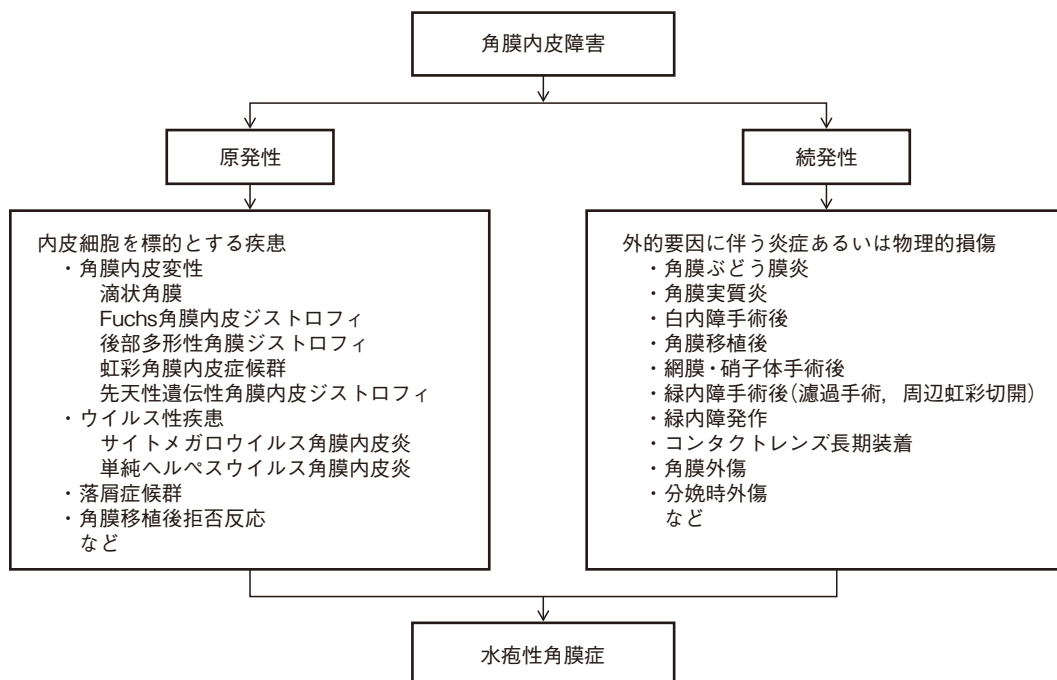 角膜内皮障害
原発性
続発性
内皮細胞を標的とする疾患
・角膜内皮変性
滴状角膜
Fuchs角膜内皮ジストロフィ
後部多形性角膜ジストロフィ
虹彩角膜内皮症候群
先天性遺伝性角膜内皮ジストロフィ
・ウイルス性疾患
サイトメガロウイルス角膜内皮炎
単純ヘルペスウイルス角膜内皮炎
・落屑症候群
・角膜移植後拒否反応
など
外的要因に伴う炎症あるいは物理的損傷
・角膜ぶどう膜炎
・角膜実質炎
・白内障手術後
・角膜移植後
・網膜・硝子体手術後
・緑内障手術後（濾過手術，周辺虹彩切開）
・緑内障発作
・コンタクトレンズ長期装着
・角膜外傷
・分娩時外傷
など
水疱性角膜症